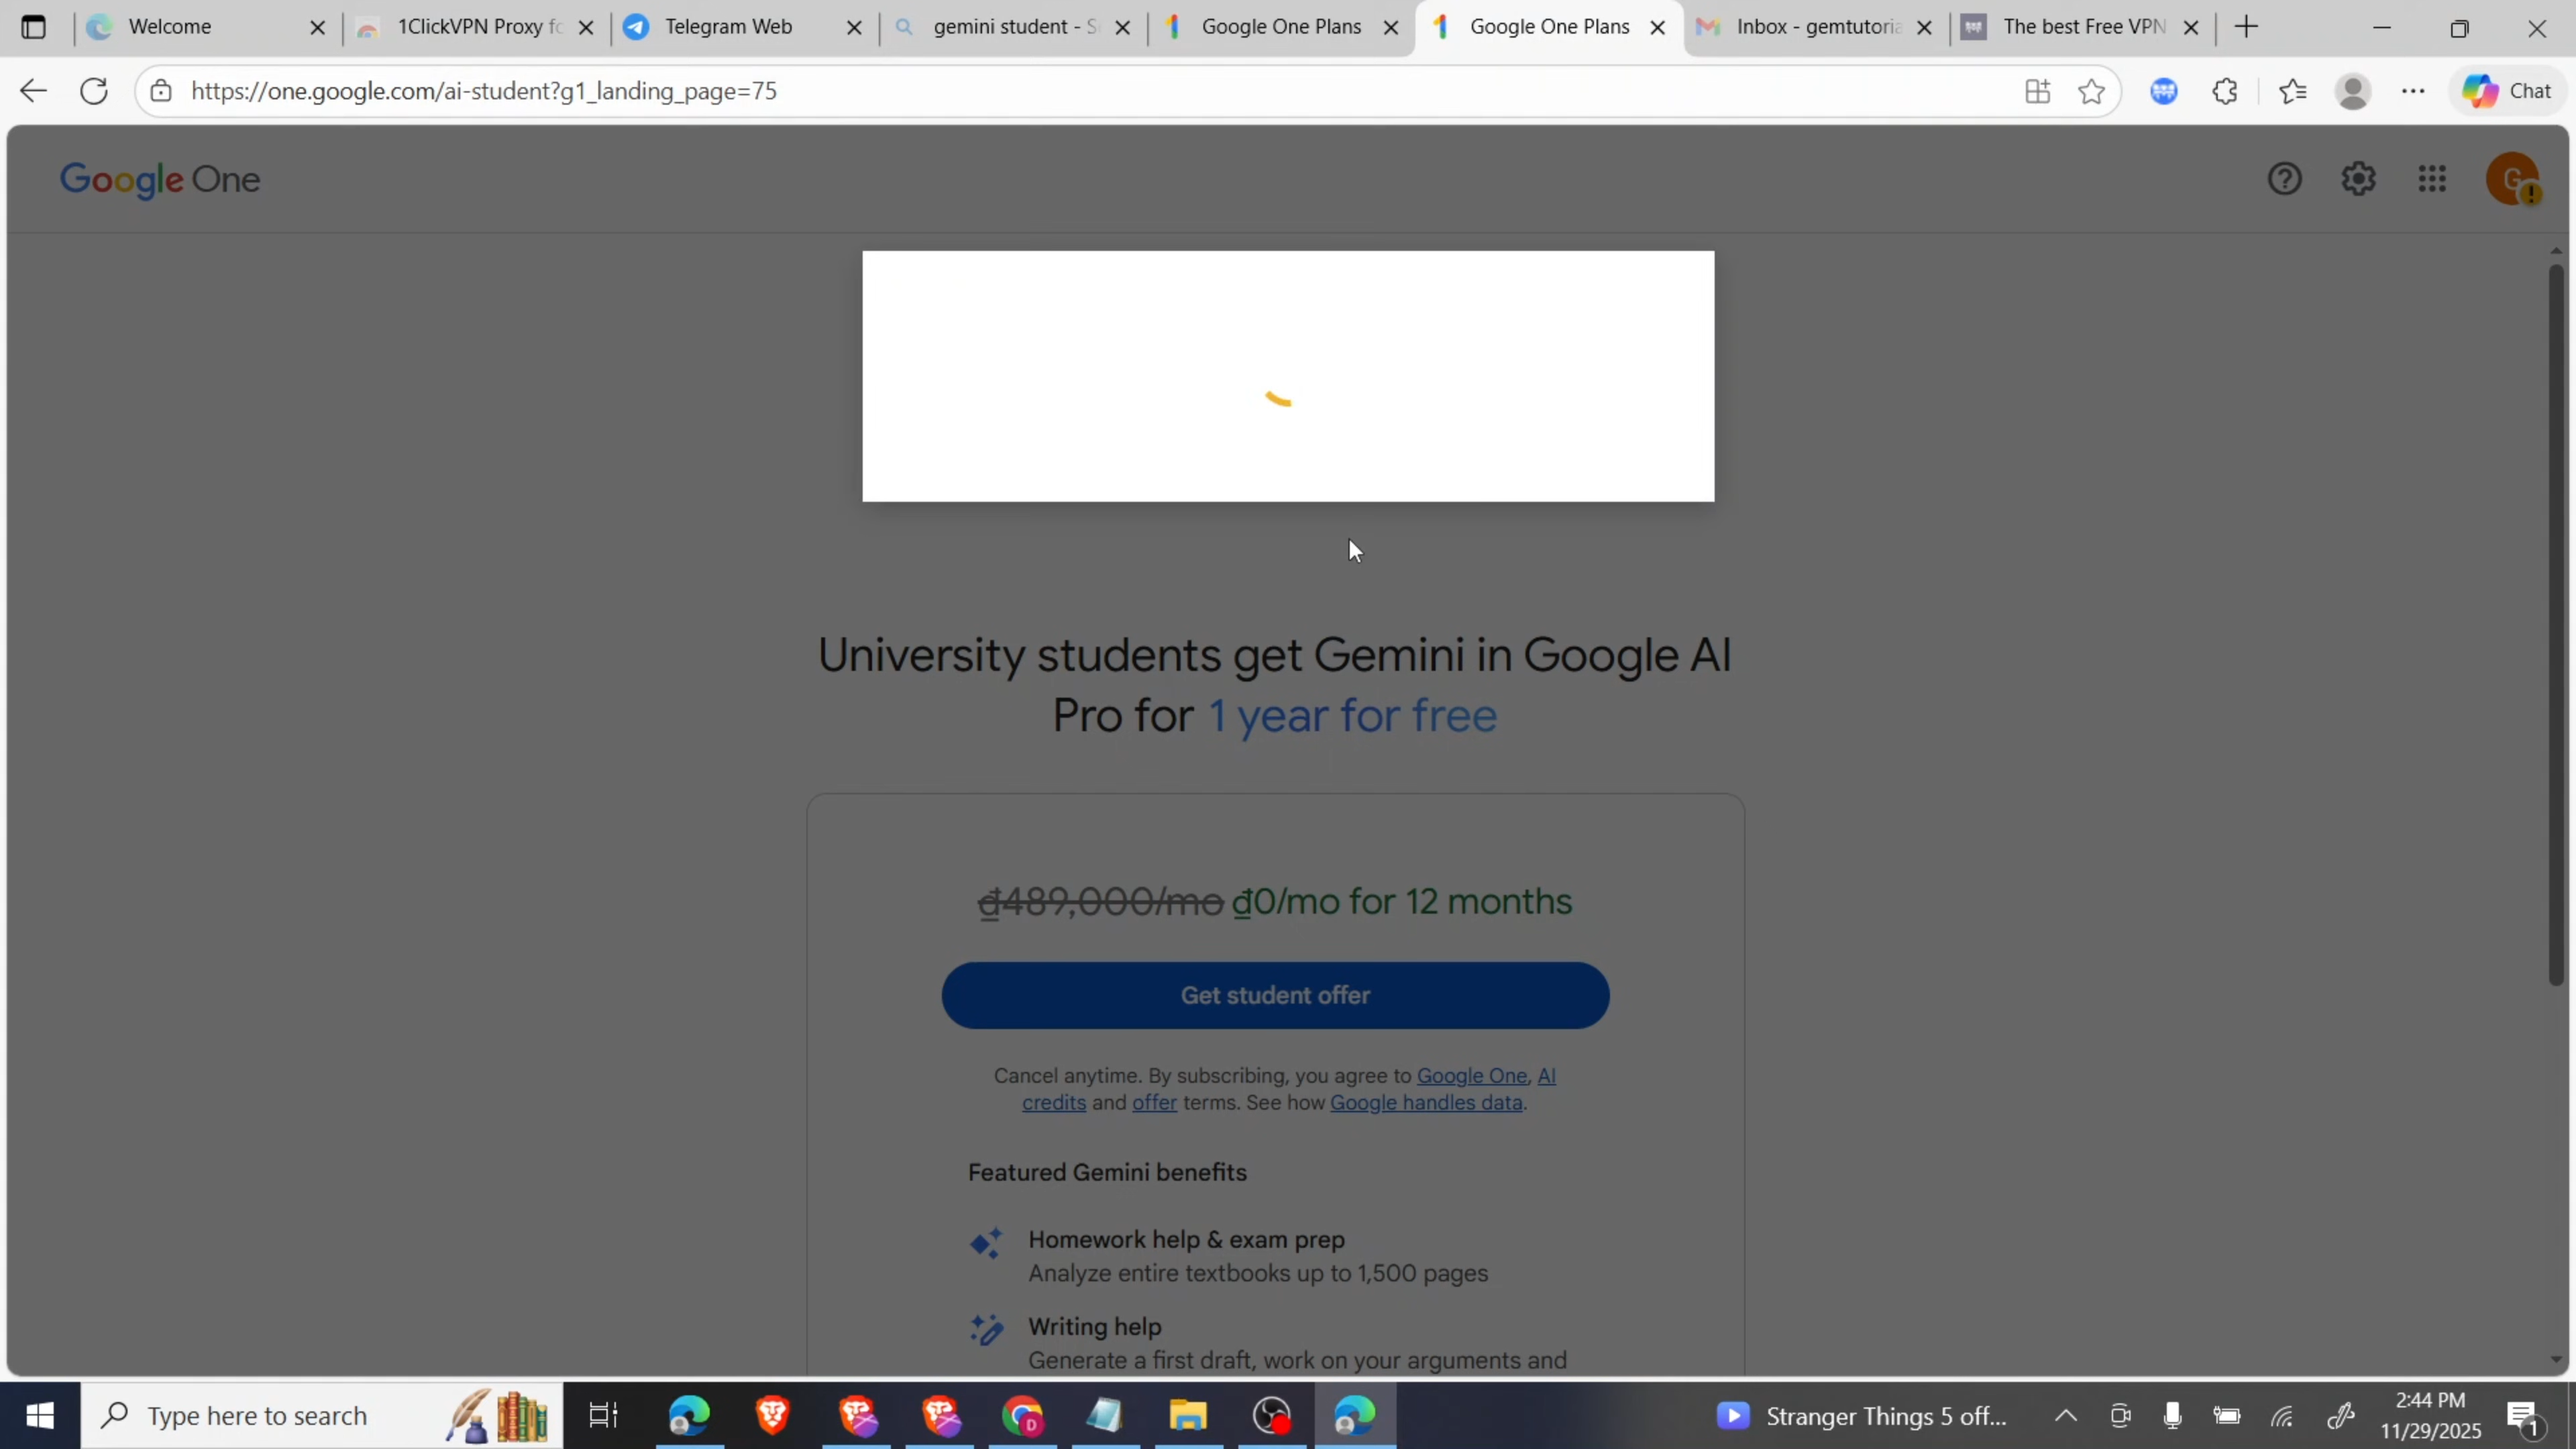 Welcome
1ClickVPN Proxy fo
Telegram Web
gemini student - S
Google One Plans
Google One Plans
Inbox - gemtutoria
The best Free VPN
https://one.google.com/ai-student?g1_landing_page=75
Chat
Google One
G
University students get Gemini in Google AI
Pro for 1 year for free
₫489,000/mo ₫0/mo for 12 months
Get student offer
Cancel anytime. By subscribing, you agree to Google One, AI
credits and offer terms. See how Google handles data.
Featured Gemini benefits
Homework help & exam prep
Analyze entire textbooks up to 1,500 pages
Writing help
Generate a first draft, work on your arguments and
Type here to search
D
Stranger Things 5 off...
2:44 PM
11/29/2025
1